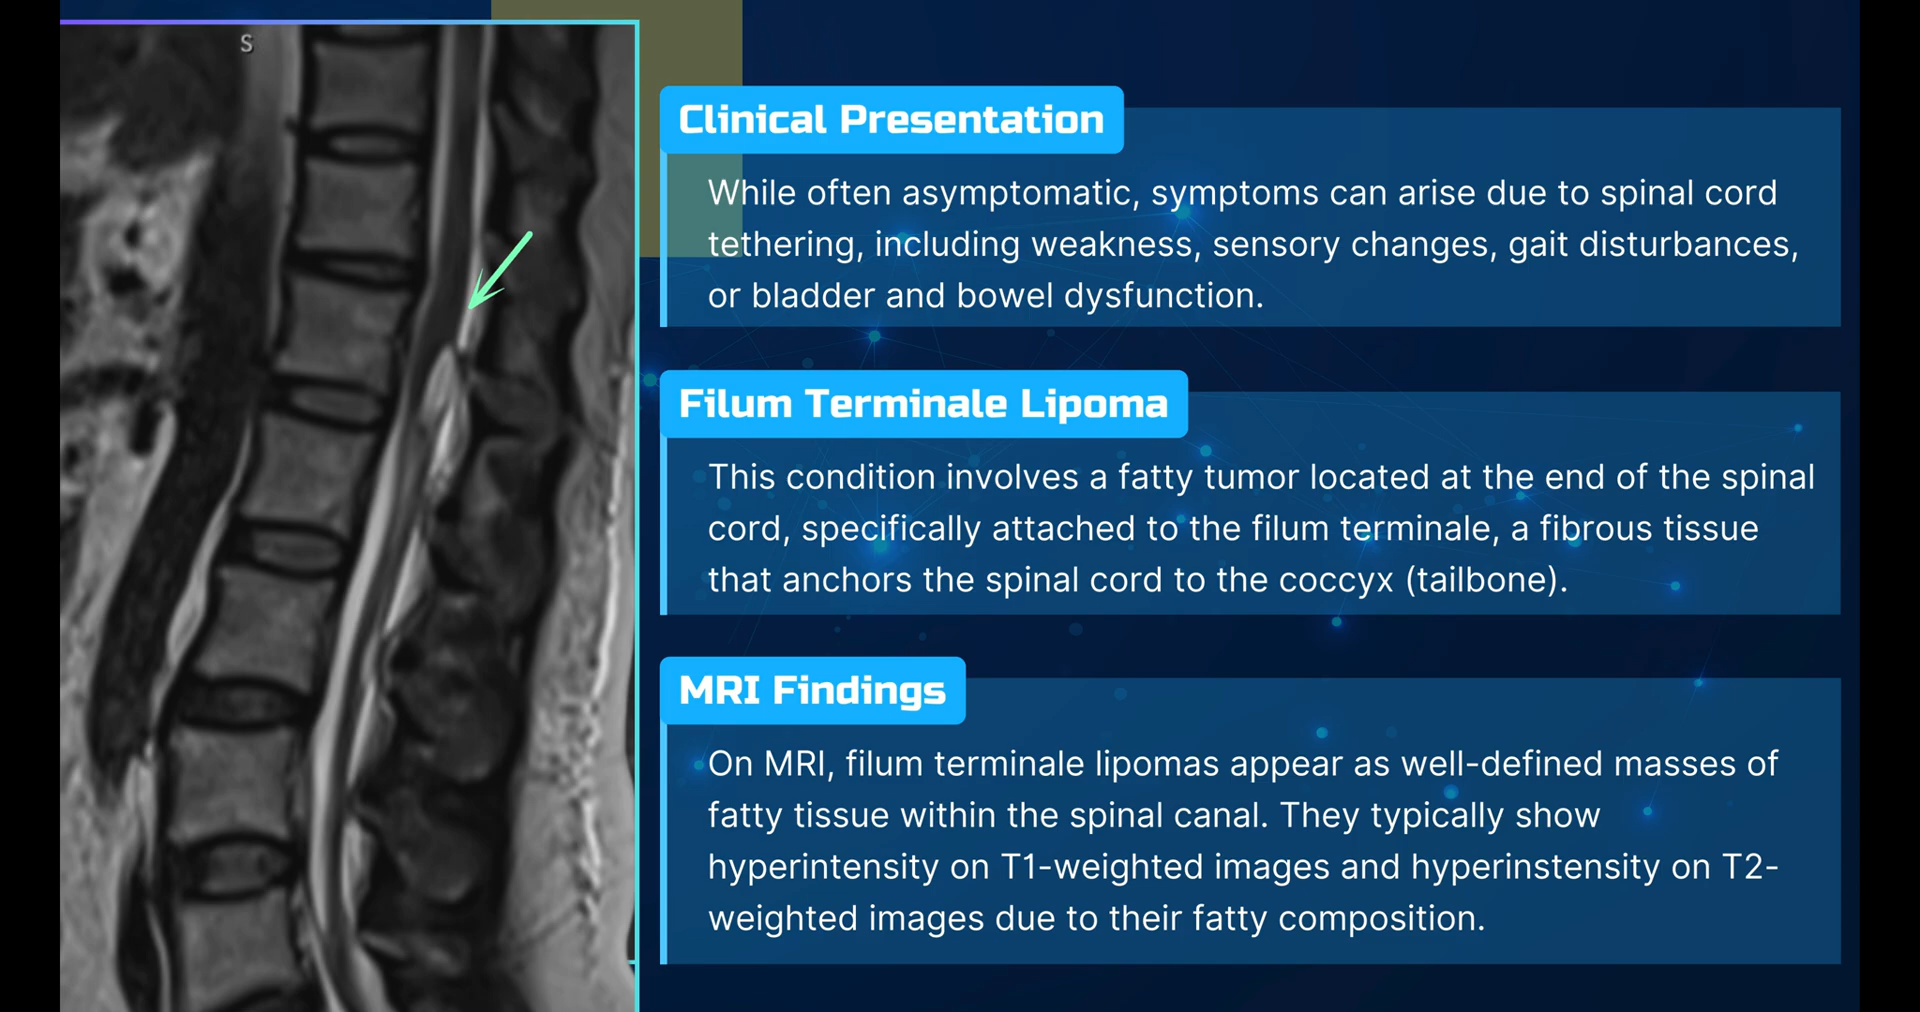 S
Clinical Presentation
While often asymptomatic, symptoms can arise due to spinal cord
tethering, including weakness, sensory changes, gait disturbances,
or bladder and bowel dysfunction.
Filum Terminale Lipoma
This condition involves a fatty tumor located at the end of the spinal
cord, specifically attached to the filum terminale, a fibrous tissue
that anchors the spinal cord to the coccyx (tailbone).
MRI Findings
On MRI, filum terminale lipomas appear as well-defined masses of
fatty tissue within the spinal canal. They typically show
hyperintensity on T1-weighted images and hyperinstensity on T2-
weighted images due to their fatty composition.